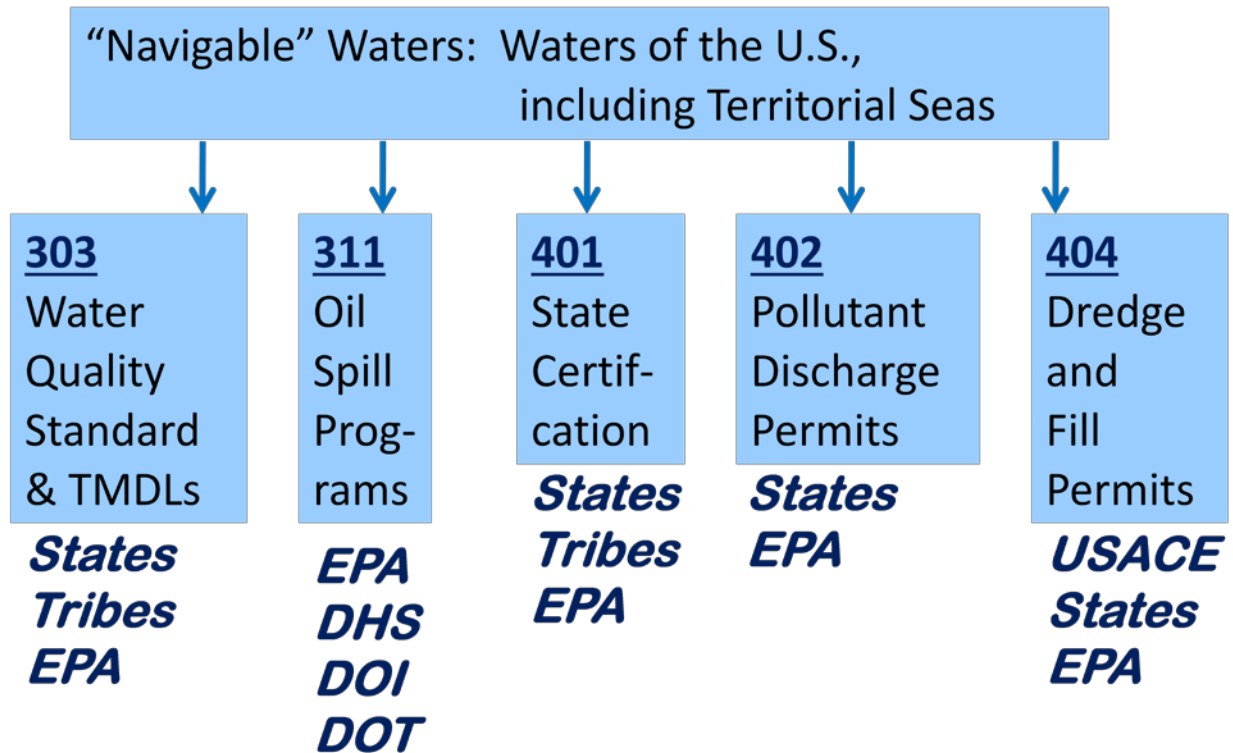 “Navigable” Waters: Waters of the U.S.,
including Territorial Seas
303
Water
Quality
Standard
& TMDLs
States
Tribes
EPA
311
Oil
Spill
Prog-
rams
EPA
DHS
DOI
DOT
401
State
Certif-
cation
States
Tribes
EPA
402
Pollutant
Discharge
Permits
States
EPA
404
Dredge
and
Fill
Permits
USACE
States
EPA